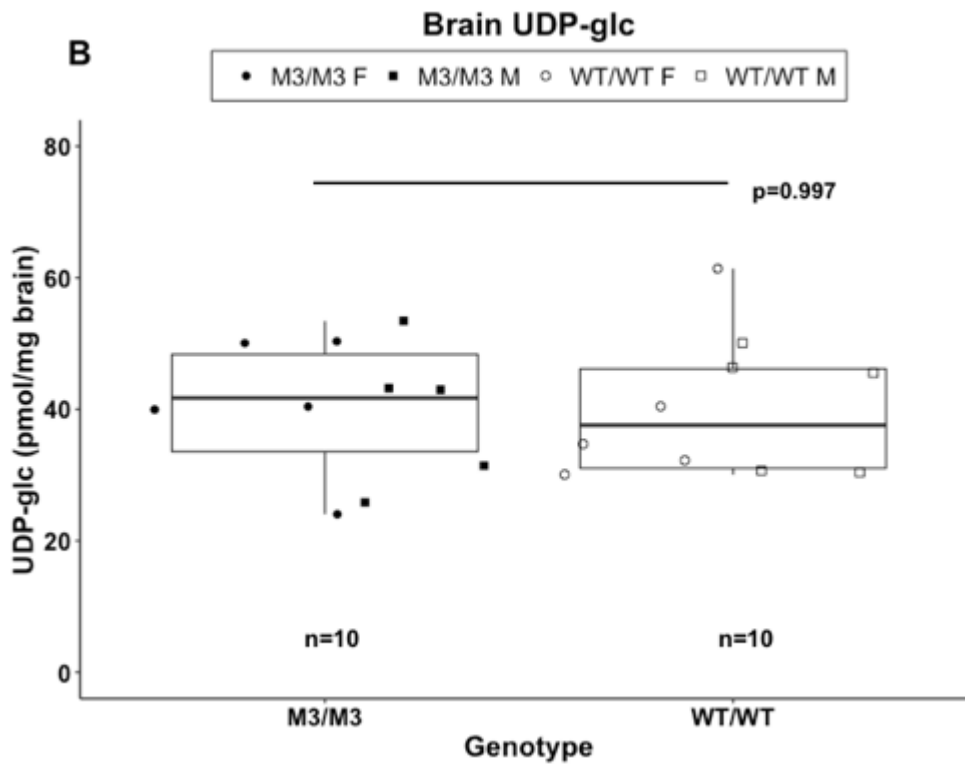 Brain UDP-glc
B
M3/M3 F M3/M3 M WT/WT F WT/WT M
80
p=0.997
60
40
20
0
UDP-glc (pmol/mg brain)
n=10 n=10
M3/M3 WT/WT
Genotype